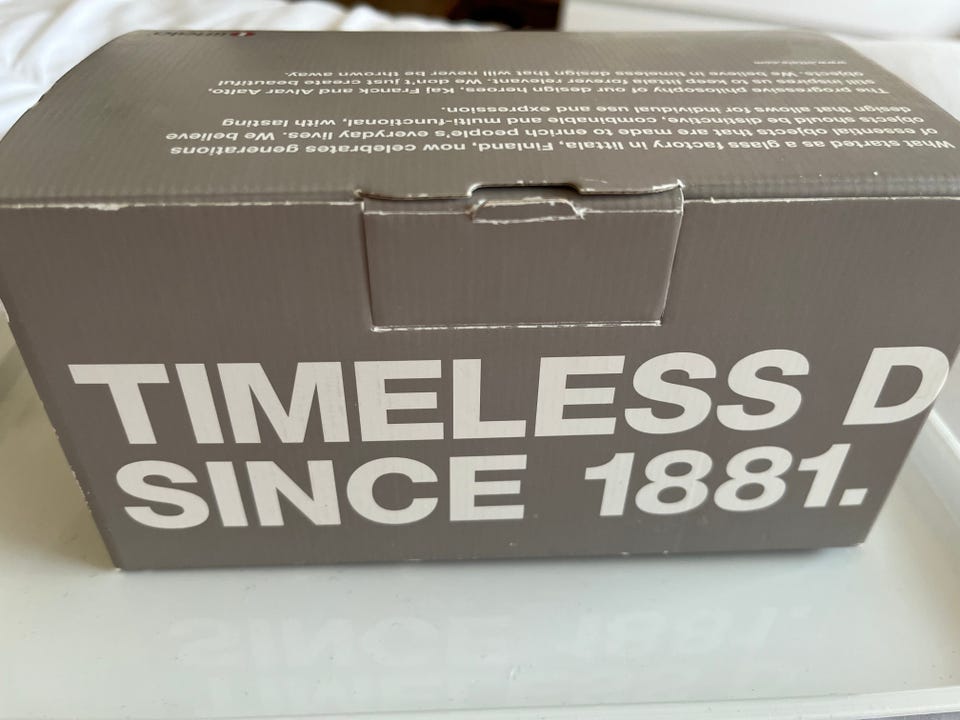 iittala
www.iittala.com
What started as a glass factory in Iittala, Finland, now celebrates generations
of essential objects that are made to enrich people's everyday lives. We believe
objects should be distinctive, combinable and multi-functional, with lasting
design that allows for individual use and expression.
The progressive philosophy of our design heroes, Kaj Franck and Alvar Aalto,
still inspires us to keep Iittala forever relevant. We don't just create beautiful
objects. We believe in timeless design that will never be thrown away.
TIMELESS D
SINCE 1881.